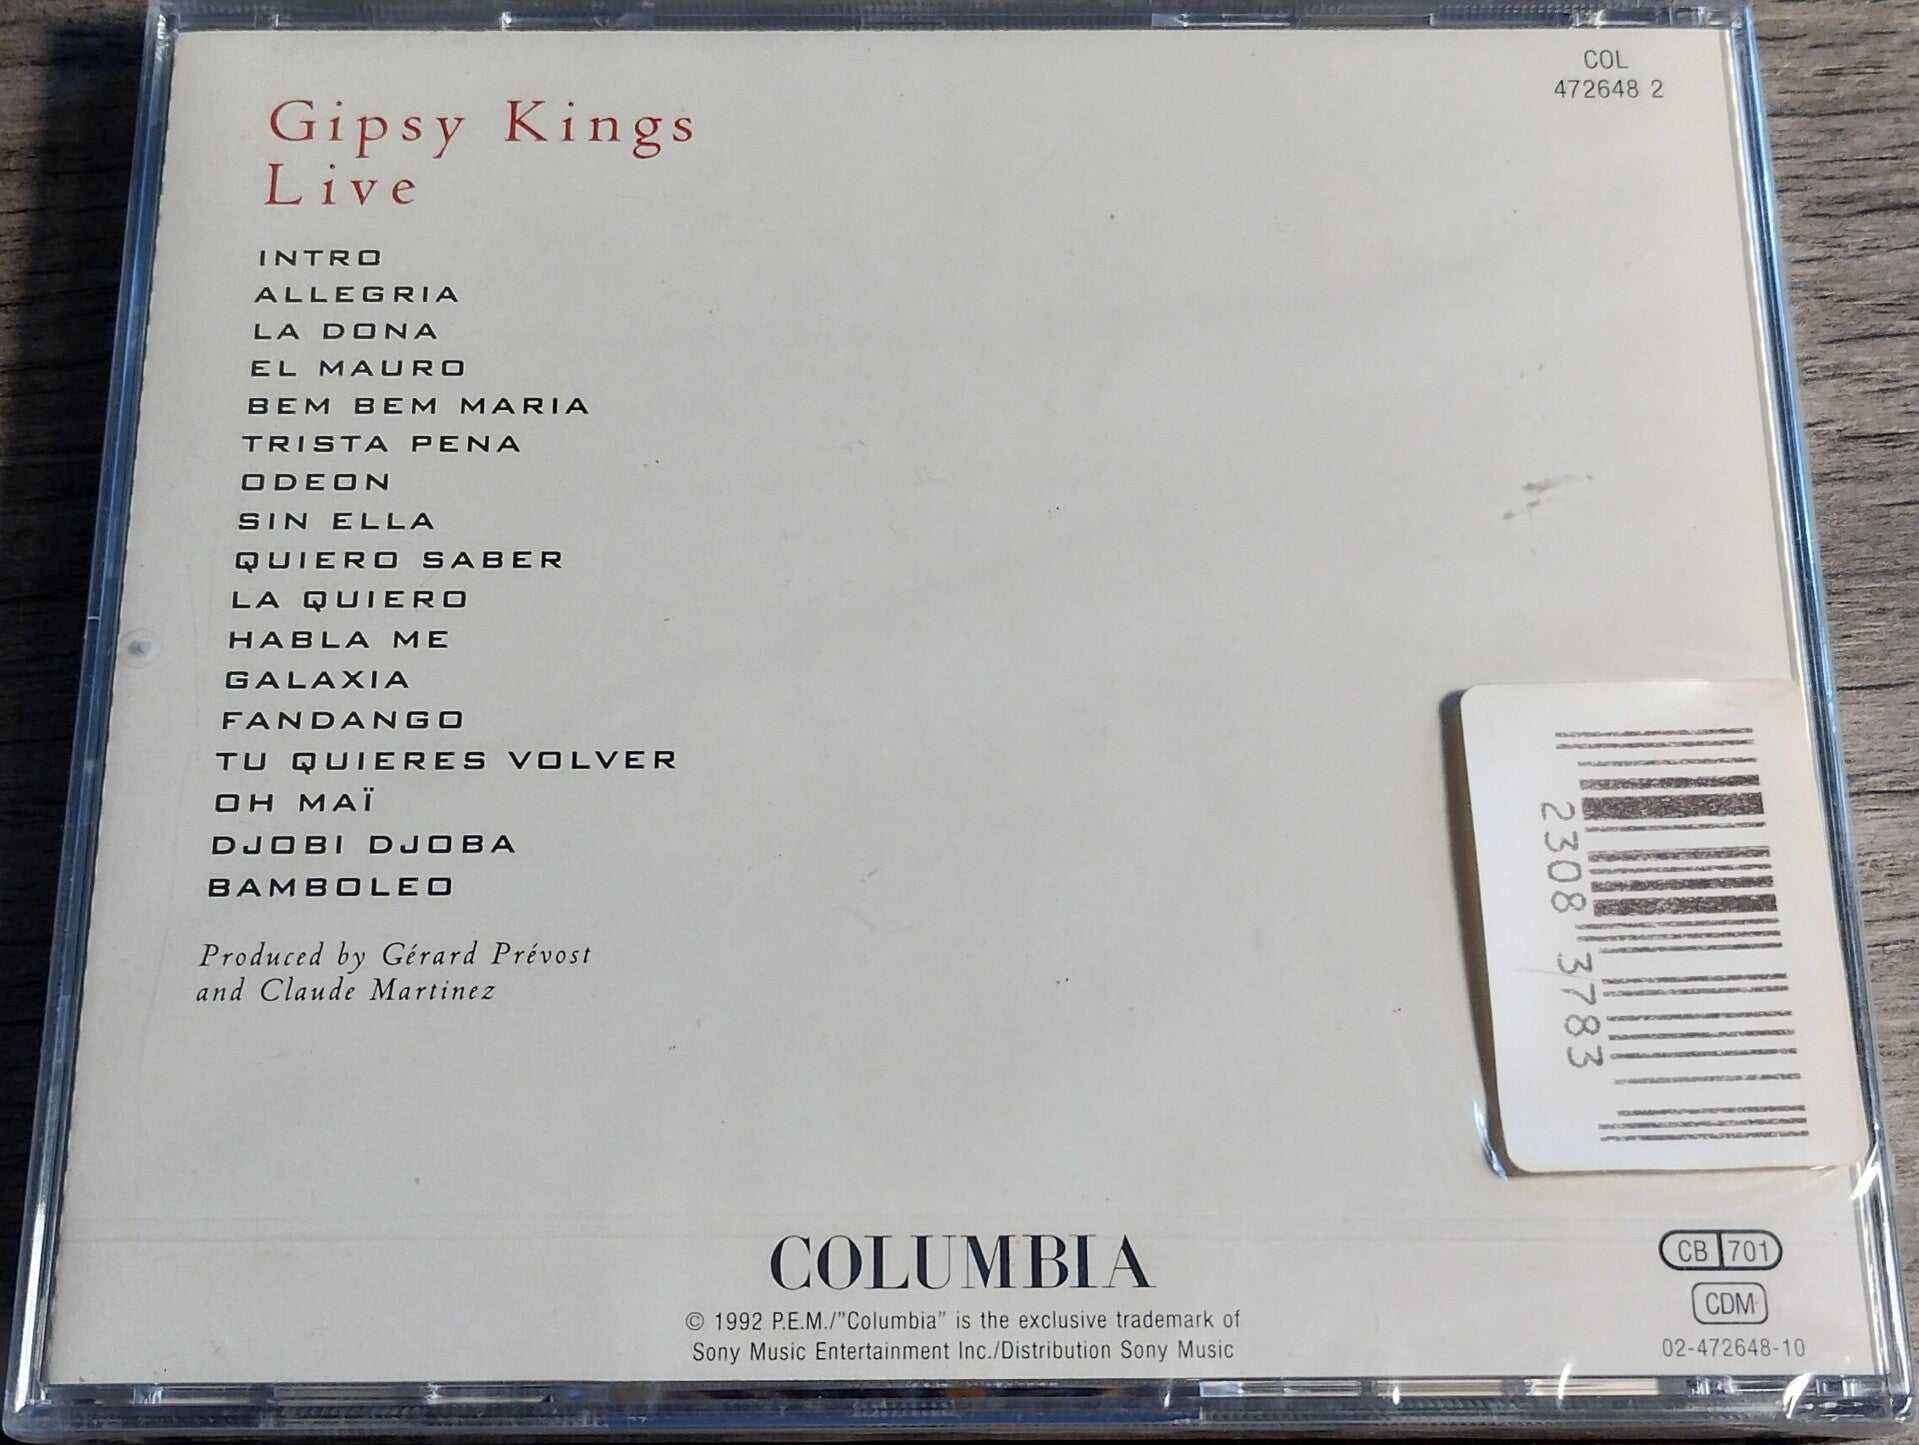 COL
472648 2
Gipsy Kings
Live
INTRO
ALLEGRIA
LA DONA
EL MAURO
BEM BEM MARIA
TRISTA PENA
ODEON
SIN ELLA
QUIERO SABER
LA QUIERO
HABLA ME
GALAXIA
FANDANGO
TU QUIERES VOLVER
OH MAÏ
DJOBI DJOBA
BAMBOLEO
Produced by Gérard Prévost
and Claude Martinez
2308 3783
COLUMBIA
© 1992 P.E.M./"Columbia" is the exclusive trademark of
Sony Music Entertainment Inc./Distribution Sony Music
CB 701
CDM
02-472648-10